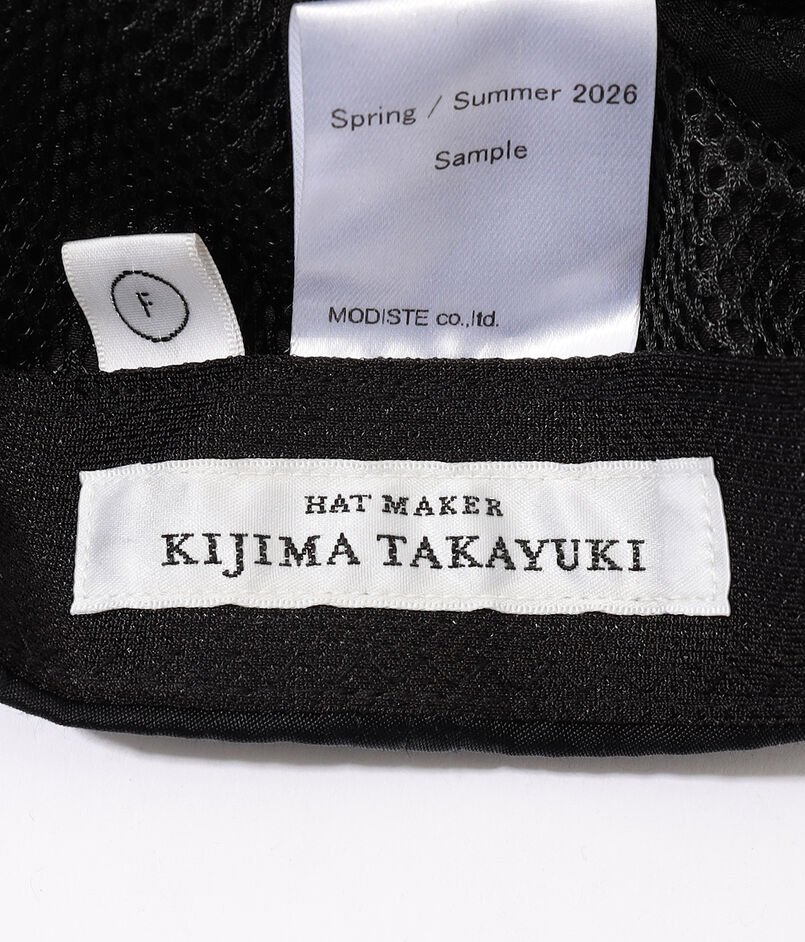 Spring / Summer 2026
Sample
F
MODISTE co.,ltd.
HAT MAKER
KIJIMA TAKAYUKI